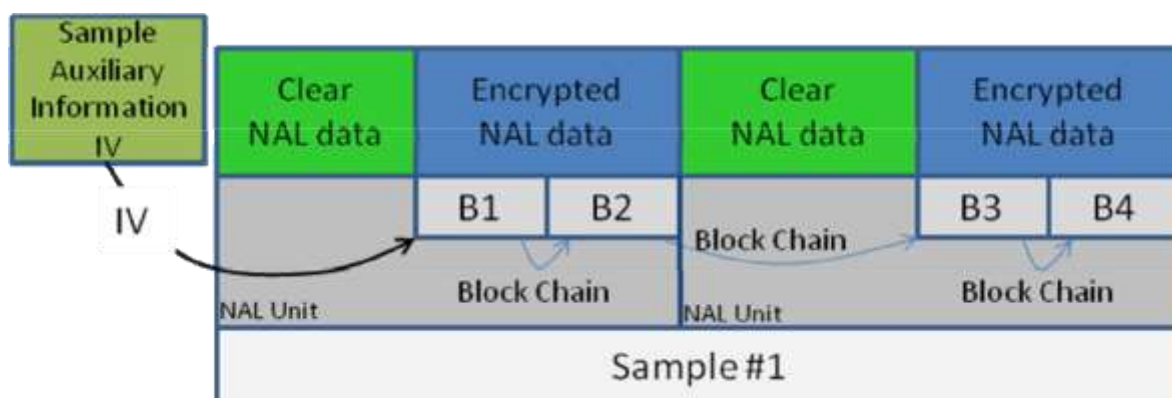 Sample
Auxiliary
Information
IV
Clear
NAL data
Encrypted
NAL data
Clear
NAL data
Encrypted
NAL data
IV
B1
B2
B3
B4
Block Chain
Block Chain
Block Chain
NAL Unit
NAL Unit
Sample #1